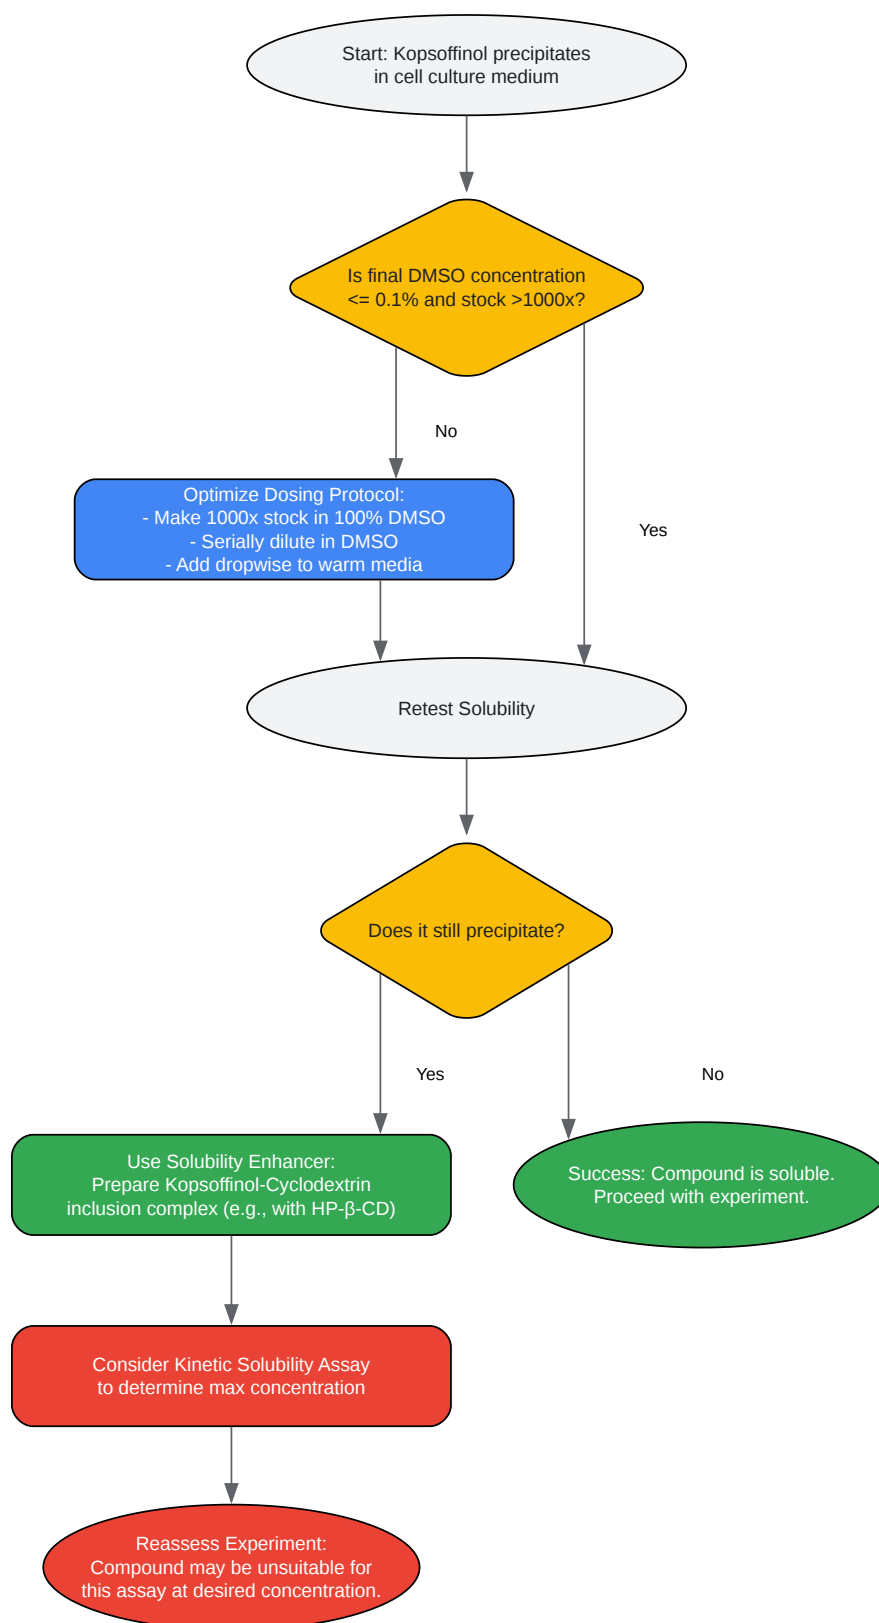 Start: Kopsoffinol precipitates
in cell culture medium
Is final DMSO concentration
<= 0.1% and stock >1000x?
No
Optimize Dosing Protocol:
- Make 1000x stock in 100% DMSO
- Serially dilute in DMSO
- Add dropwise to warm media
Yes
Retest Solubility
Does it still precipitate?
Yes
No
Use Solubility Enhancer:
Prepare Kopsoffinol-Cyclodextrin
inclusion complex (e.g., with HP-β-CD)
Success: Compound is soluble.
Proceed with experiment.
Consider Kinetic Solubility Assay
to determine max concentration
Reassess Experiment:
Compound may be unsuitable for
this assay at desired concentration.